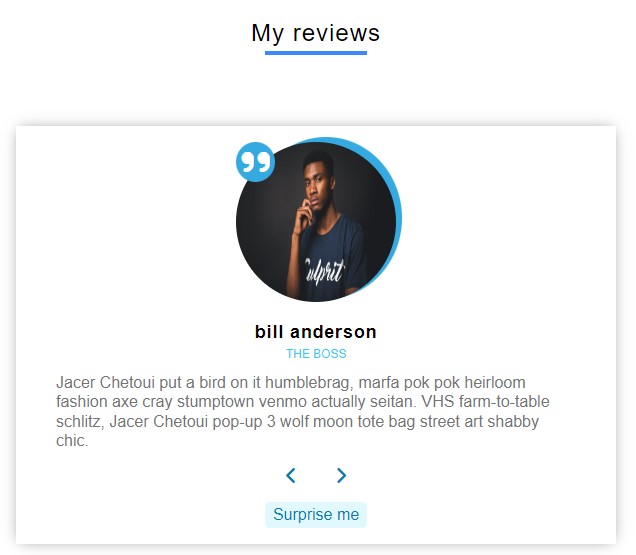 My reviews
Culprit
bill anderson
THE BOSS
Jacer Chetoui put a bird on it humblebrag, marfa pok pok heirloom
fashion axe cray stumptown venmo actually seitan. VHS farm-to-table
schlitz, Jacer Chetoui pop-up 3 wolf moon tote bag street art shabby
chic.
Surprise me